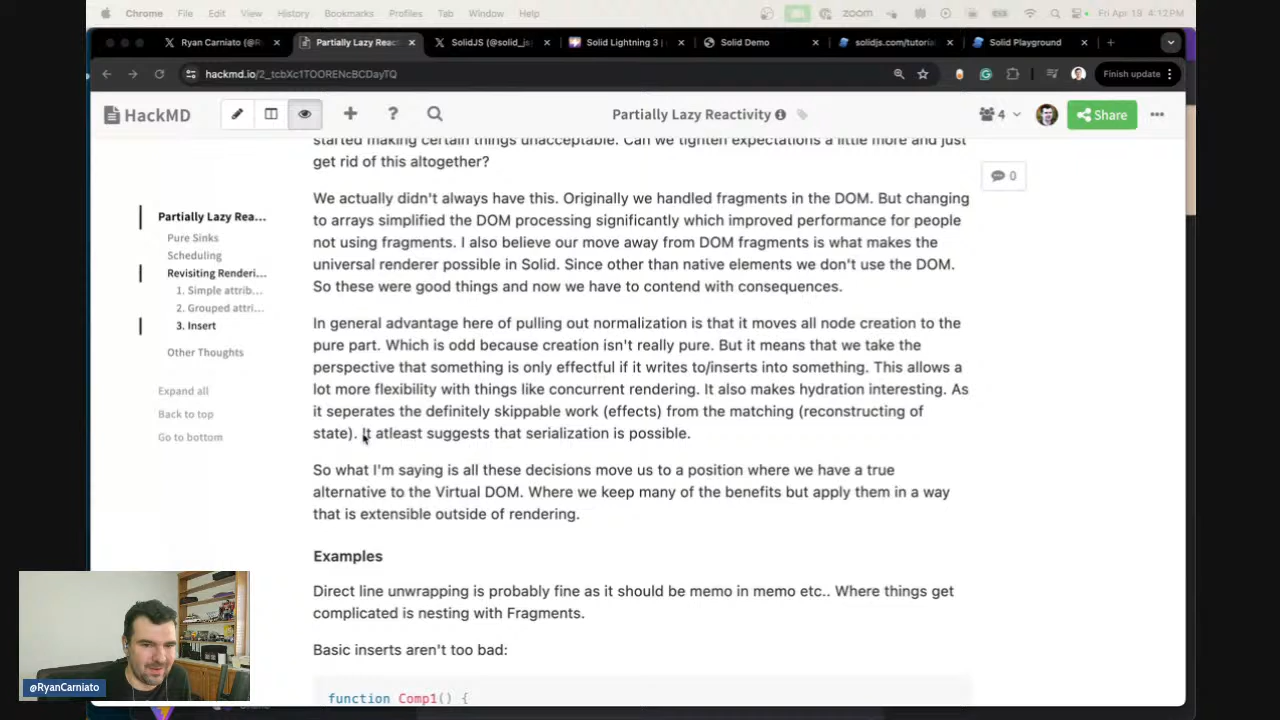 Chrome File Edit View History Bookmarks Profiles Tab Window Help zoom Fri Apr 19 4:12PM
Ryan Carniato (@R Partially Lazy Reac SolidJS (@solid_js Solid Lightning 3 | Solid Demo solidjs.com/tutoria Solid Playground
hackmd.io/2_tcbXc1TOORENcBCDayTQ Finish update
HackMD Partially Lazy Reactivity 4 Share
started making certain things unacceptable. Can we tighten expectations a little more and just
get rid of this altogether?
0
We actually didn't always have this. Originally we handled fragments in the DOM. But changing
to arrays simplified the DOM processing significantly which improved performance for people
not using fragments. I also believe our move away from DOM fragments is what makes the
universal renderer possible in Solid. Since other than native elements we don't use the DOM.
So these were good things and now we have to contend with consequences.
Partially Lazy Rea...
Pure Sinks
Scheduling
Revisiting Renderi...
1. Simple attrib...
2. Grouped attri...
3. Insert
Other Thoughts
Expand all
Back to top
Go to bottom
In general advantage here of pulling out normalization is that it moves all node creation to the
pure part. Which is odd because creation isn't really pure. But it means that we take the
perspective that something is only effectful if it writes to/inserts into something. This allows a
lot more flexibility with things like concurrent rendering. It also makes hydration interesting. As
it seperates the definitely skippable work (effects) from the matching (reconstructing of
state). It atleast suggests that serialization is possible.
So what I'm saying is all these decisions move us to a position where we have a true
alternative to the Virtual DOM. Where we keep many of the benefits but apply them in a way
that is extensible outside of rendering.
Examples
Direct line unwrapping is probably fine as it should be memo in memo etc.. Where things get
complicated is nesting with Fragments.
Basic inserts aren't too bad:
function Comp1() {
@RyanCarniato